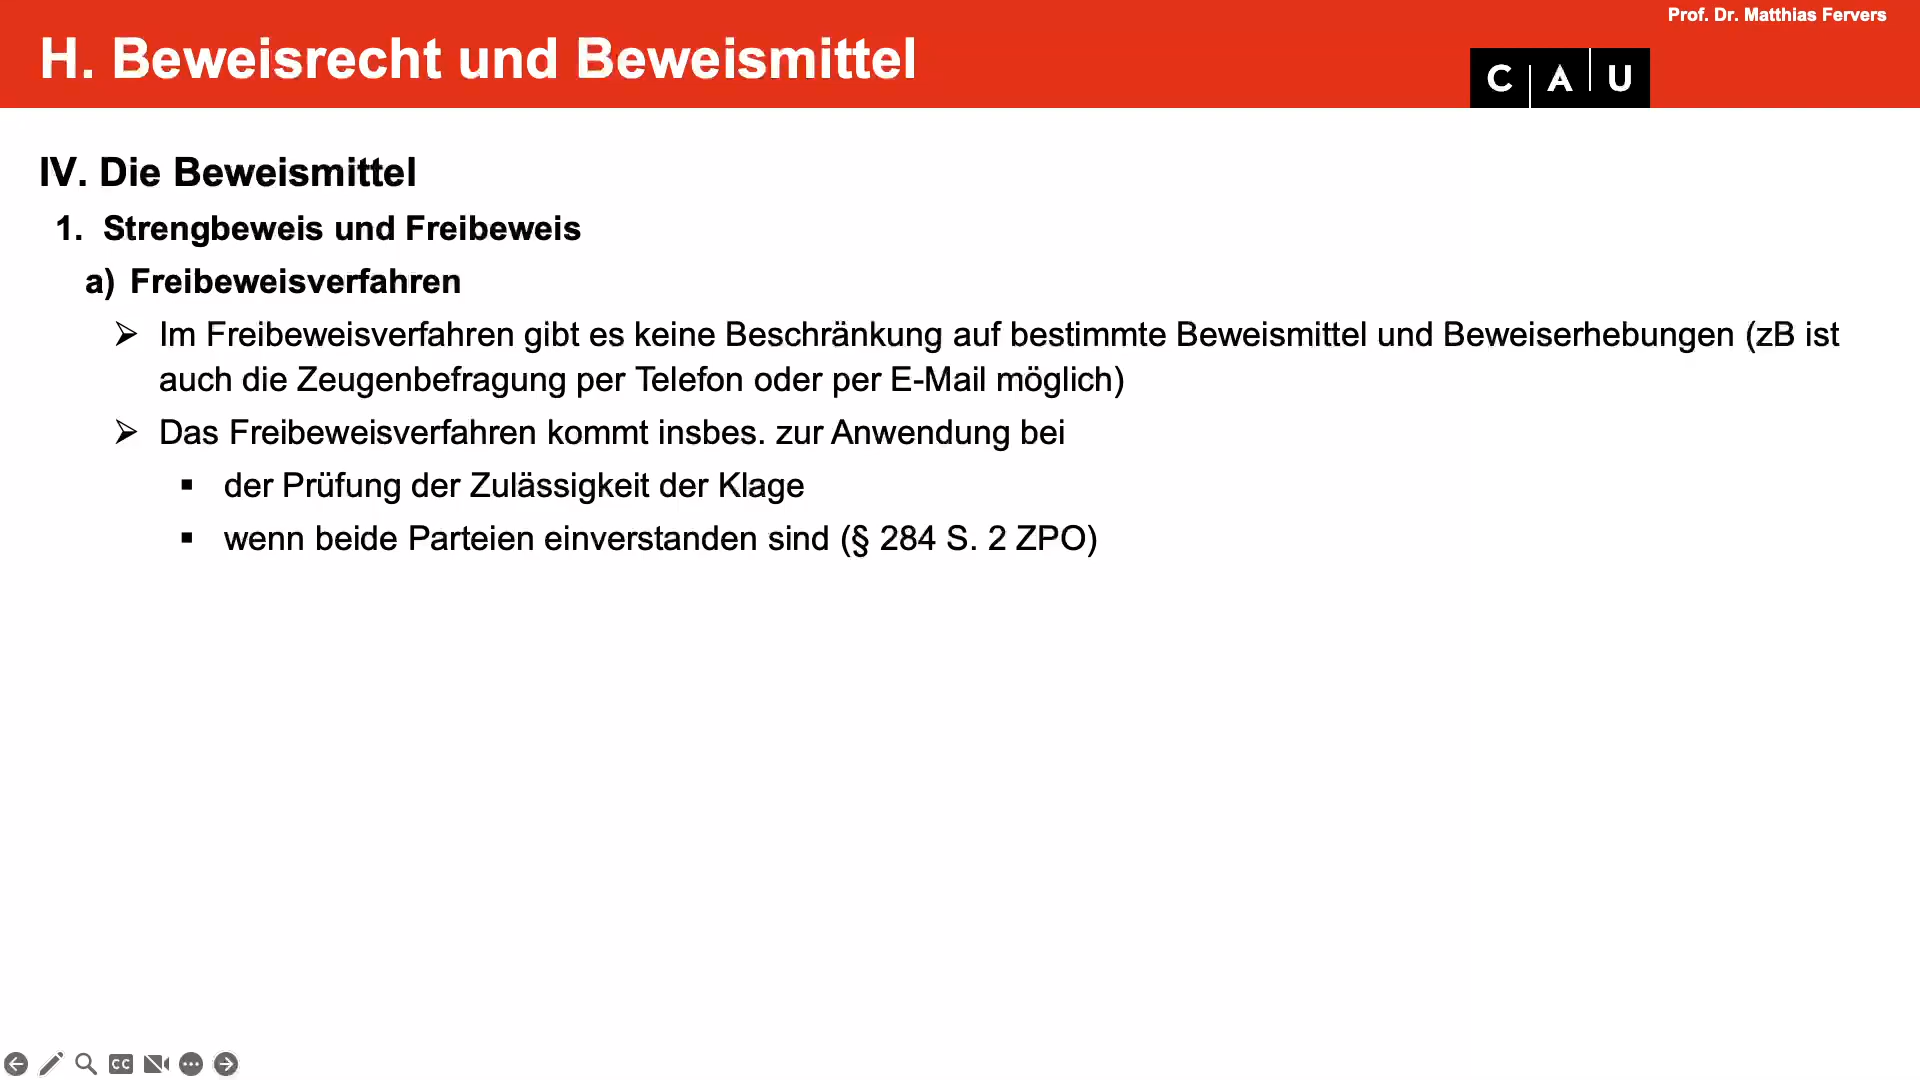 Prof. Dr. Matthias Fervers
H. Beweisrecht und Beweismittel
C A U
IV. Die Beweismittel
1. Strengbeweis und Freibeweis
a) Freibeweisverfahren
➢ Im Freibeweisverfahren gibt es keine Beschränkung auf bestimmte Beweismittel und Beweiserhebungen (zB ist
auch die Zeugenbefragung per Telefon oder per E-Mail möglich)
➢ Das Freibeweisverfahren kommt insbes. zur Anwendung bei
▪ der Prüfung der Zulässigkeit der Klage
▪ wenn beide Parteien einverstanden sind (§ 284 S. 2 ZPO)
CC